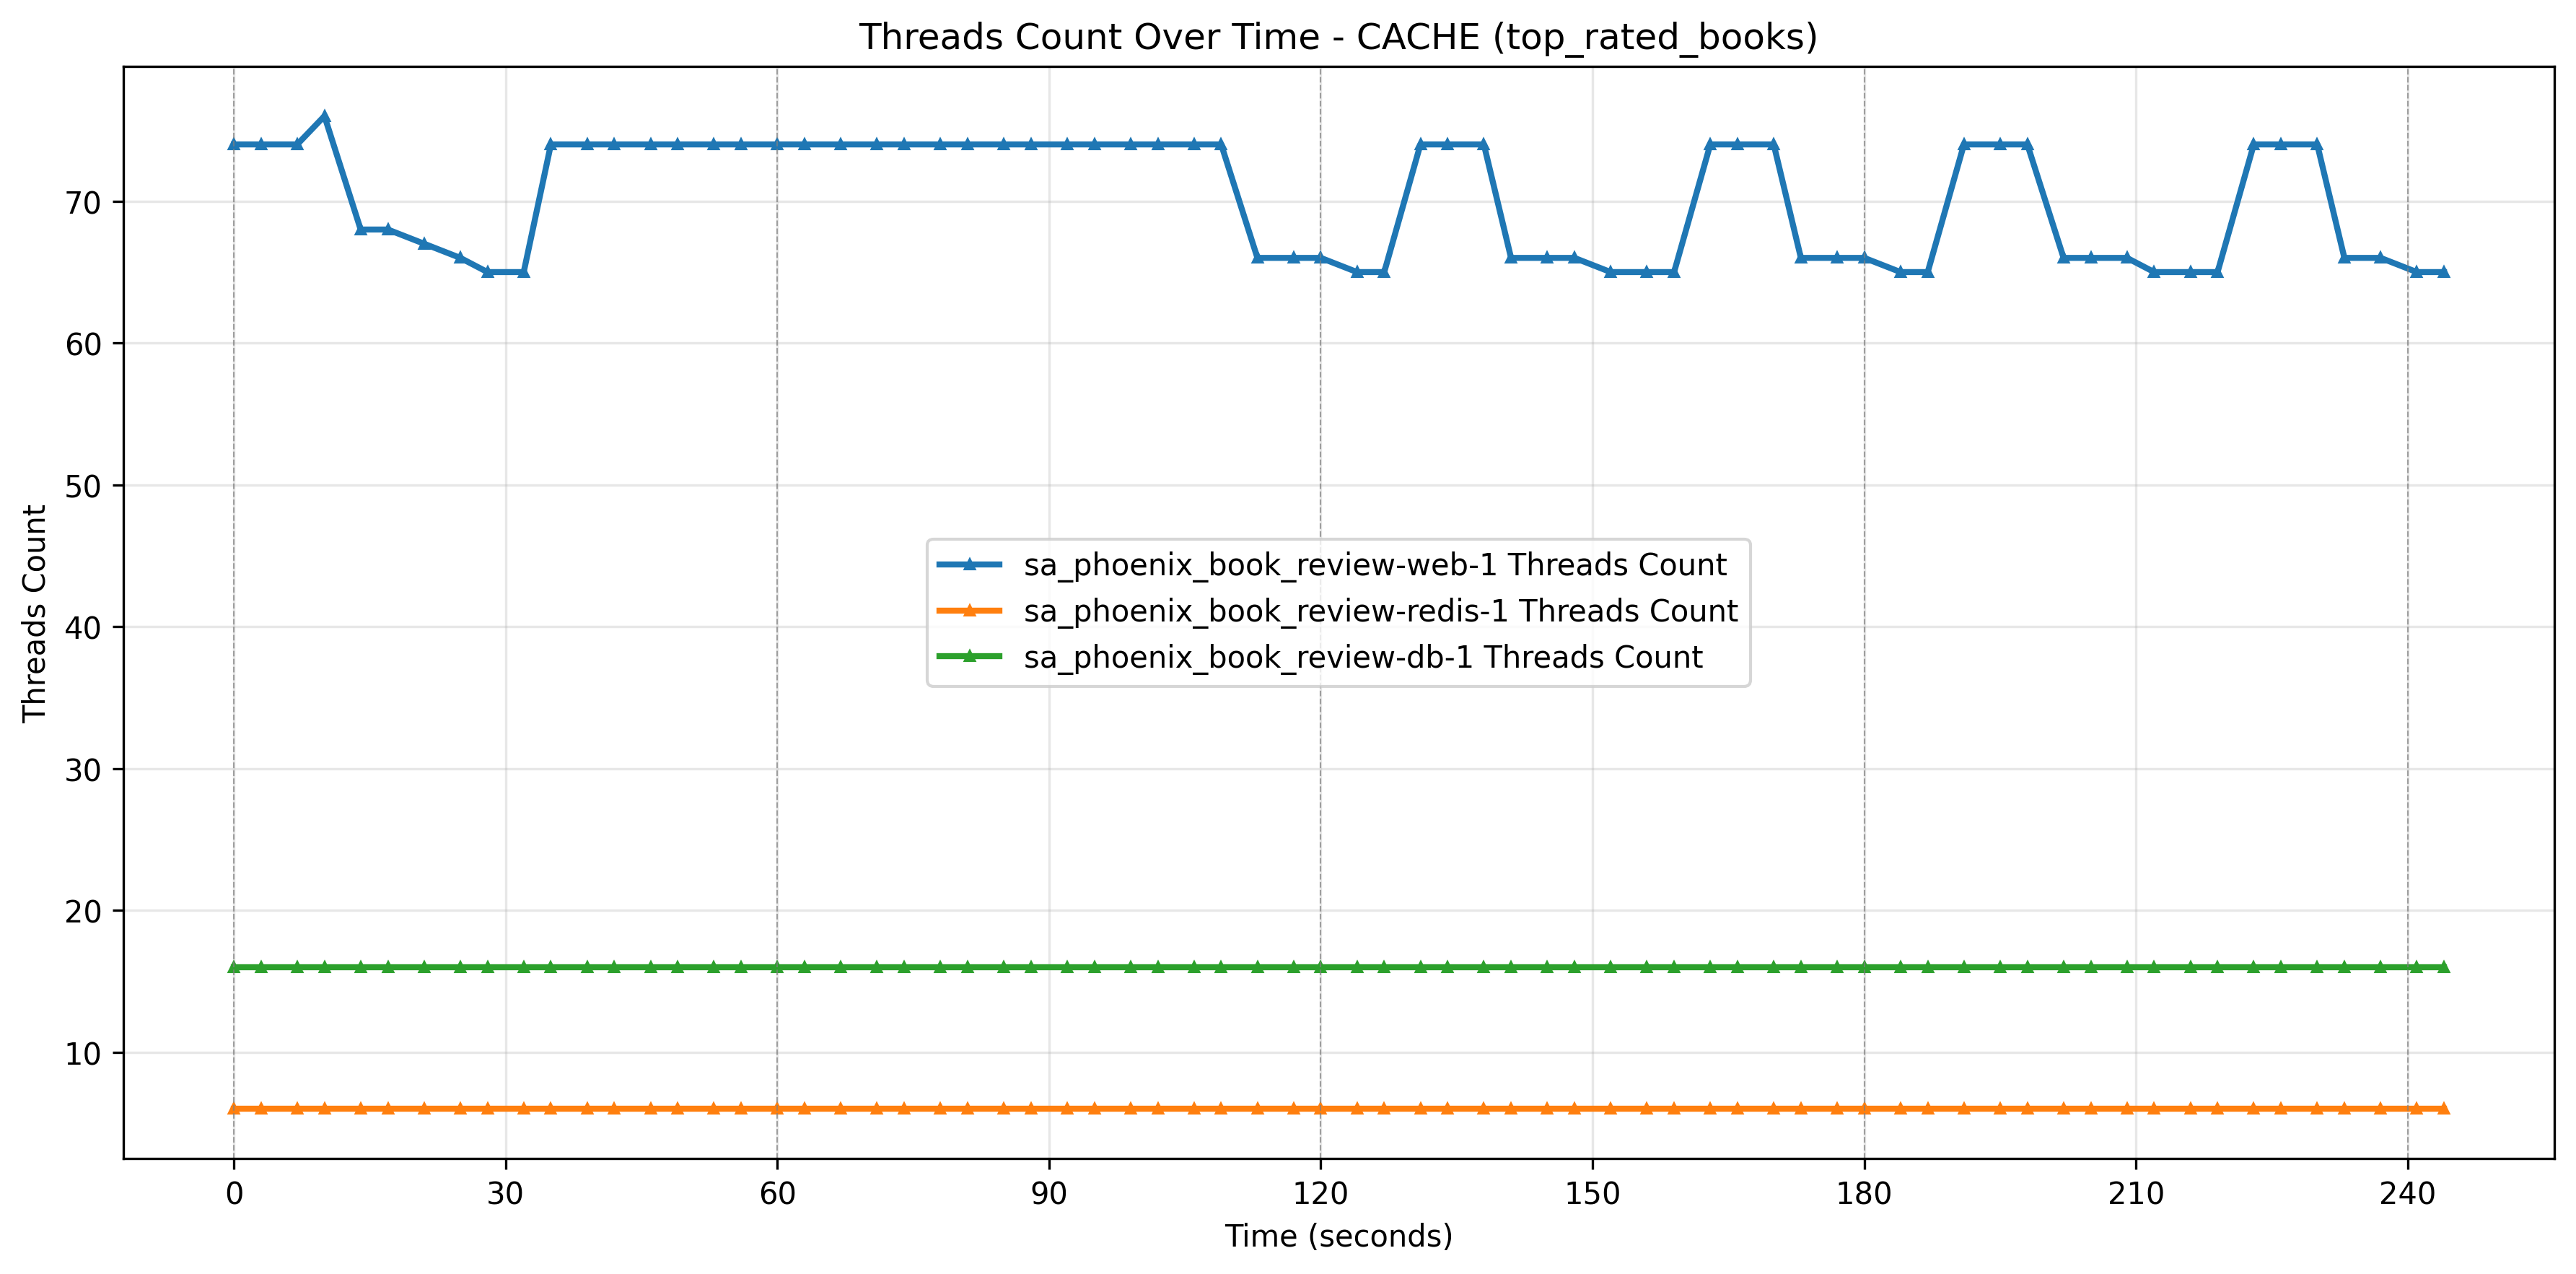 Threads Count Over Time - CACHE (top_rated_books)
Threads Count
70
60
50
40
30
20
10
sa_phoenix_book_review-web-1 Threads Count
sa_phoenix_book_review-redis-1 Threads Count
sa_phoenix_book_review-db-1 Threads Count
0 30 60 90 120 150 180 210 240
Time (seconds)